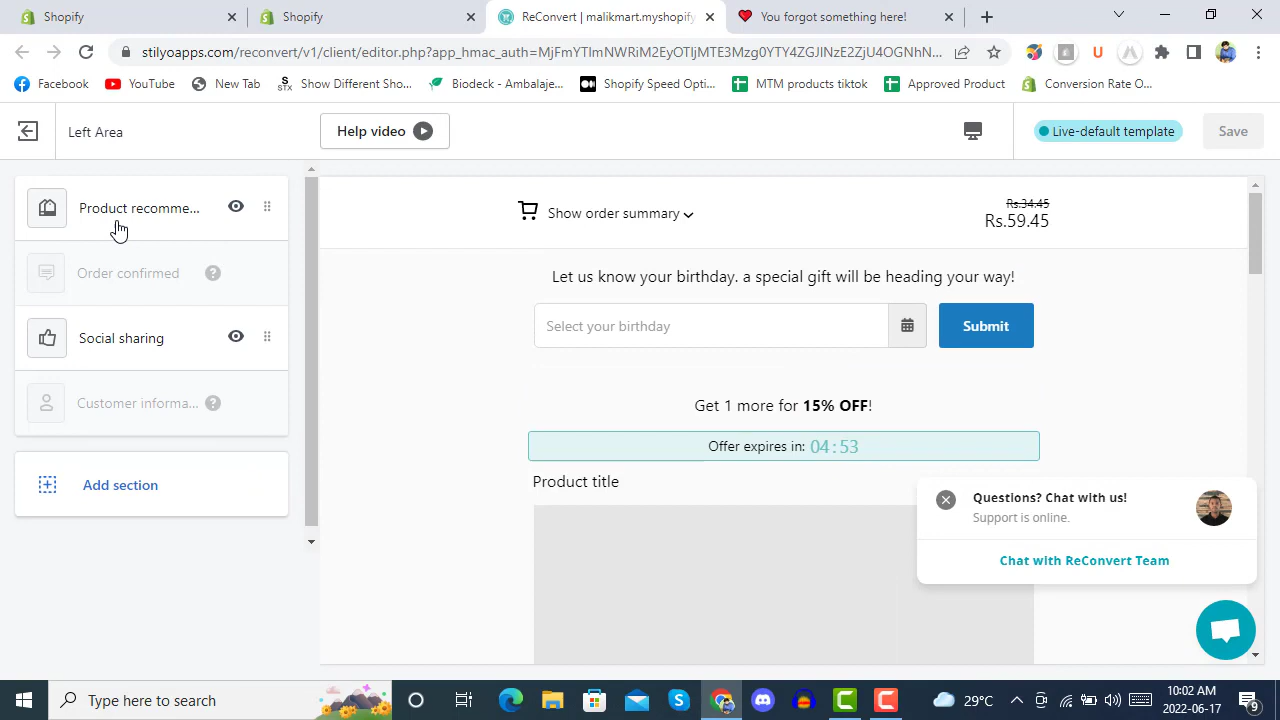 Shopify
Shopify
ReConvert | malikmart.myshopify
You forgot something here!
stilyoapps.com/reconvert/v1/client/editor.php?app_hmac_auth=MjFmYTlmNWRiM2EyOTljMTE3Mzg0YTY4ZGJlNzE2ZjU4OGNhN...
Facebook
YouTube
New Tab
STX
Show Different Sho...
Biodeck - Ambalaje...
Shopify Speed Opti...
MTM products tiktok
Approved Product
Conversion Rate O...
Left Area
Help video
Live-default template
Save
Product recomme...
Order confirmed
Social sharing
Customer informa...
Add section
Show order summary
Rs.34.45
Rs.59.45
Let us know your birthday. a special gift will be heading your way!
Select your birthday
Submit
Get 1 more for 15% OFF!
Offer expires in: 04:53
Product title
Questions? Chat with us!
Support is online.
Chat with ReConvert Team
Type here to search
29°C
10:02 AM
2022-06-17
9